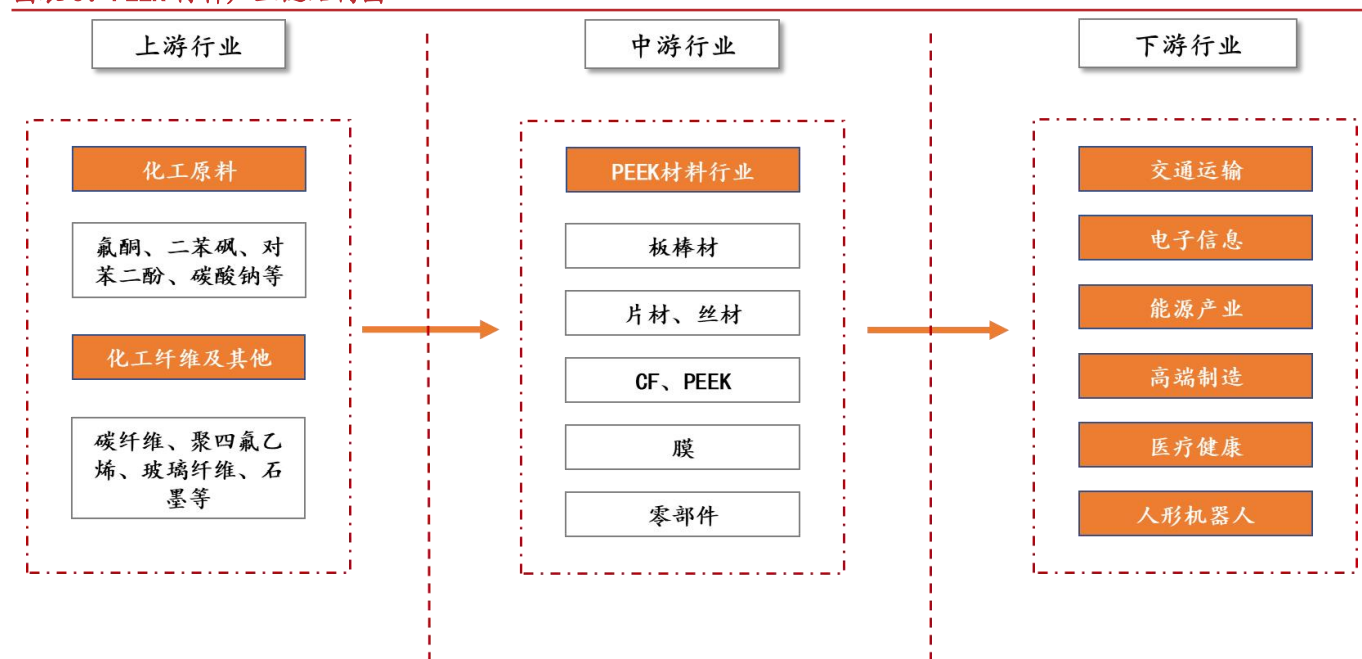 上游行业
中游行业
下游行业
化工原料
氟酮、二苯砜、对
苯二酚、碳酸钠等
化工纤维及其他
碳纤维、聚四氟乙
烯、玻璃纤维、石
墨等
PEEK材料行业
板棒材
片材、丝材
CF、PEEK
膜
零部件
交通运输
电子信息
能源产业
高端制造
医疗健康
人形机器人